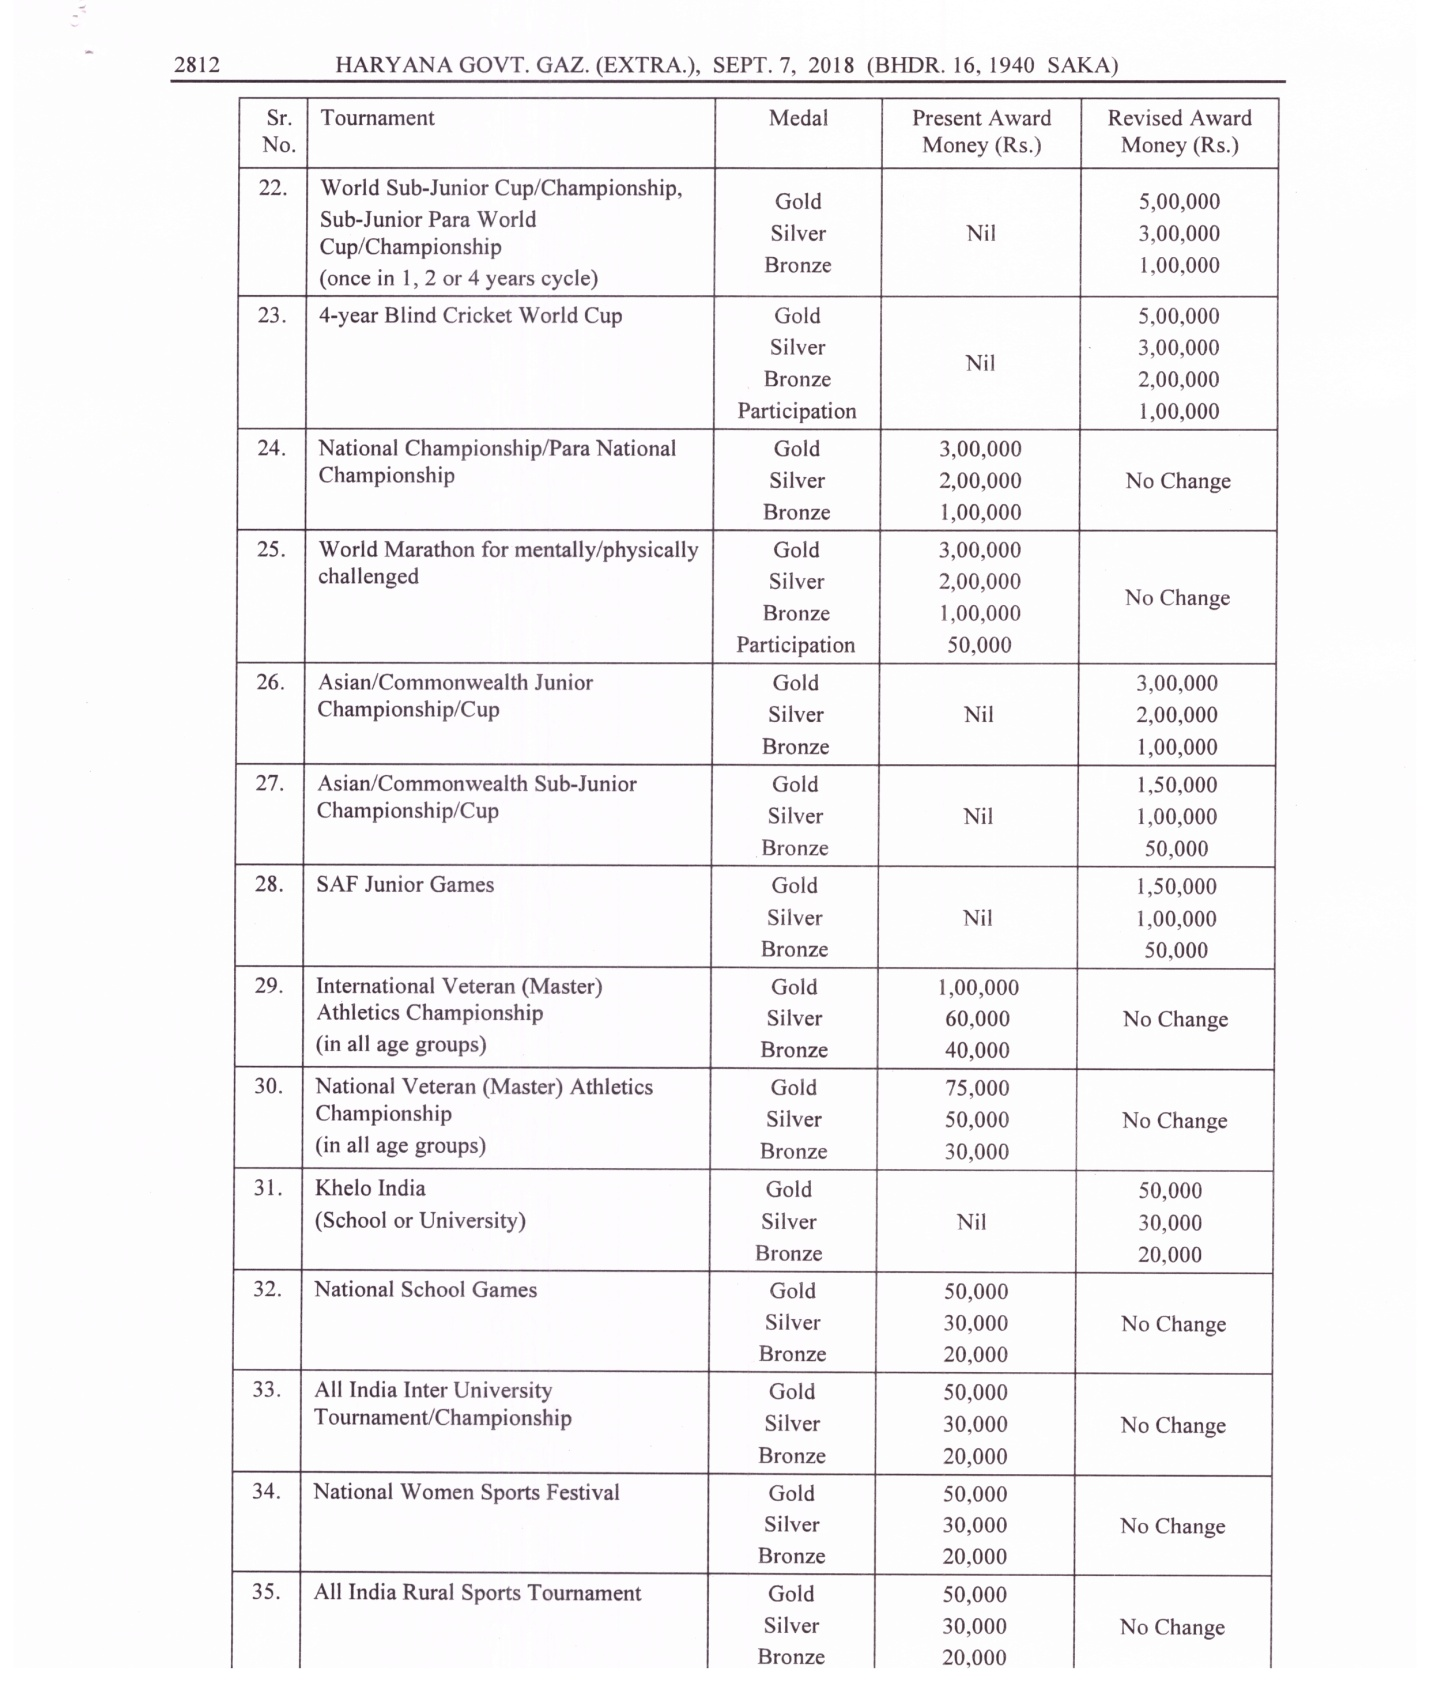 2812 HARYANA GOVT. GAZ. (EXTRA.), SEPT. 7, 2018 (BHDR. 16, 1940 SAKA)
Sr. No. Tournament Medal Present Award Money (Rs.) Revised Award Money (Rs.)
22. World Sub-Junior Cup/Championship,
Sub-Junior Para World
Cup/Championship
(once in 1, 2 or 4 years cycle)
Gold 5,00,000
Silver Nil 3,00,000
Bronze 1,00,000
23. 4-year Blind Cricket World Cup Gold 5,00,000
Silver 3,00,000
Nil
Bronze 2,00,000
Participation 1,00,000
24. National Championship/Para National Gold 3,00,000
Championship Silver 2,00,000 No Change
Bronze 1,00,000
25. World Marathon for mentally/physically Gold 3,00,000
challenged Silver 2,00,000
No Change
Bronze 1,00,000
Participation 50,000
26. Asian/Commonwealth Junior Gold 3,00,000
Championship/Cup Silver Nil 2,00,000
Bronze 1,00,000
27. Asian/Commonwealth Sub-Junior Gold 1,50,000
Championship/Cup Silver Nil 1,00,000
Bronze 50,000
28. SAF Junior Games Gold 1,50,000
Silver Nil 1,00,000
Bronze 50,000
29. International Veteran (Master) Gold 1,00,000
Athletics Championship Silver 60,000 No Change
(in all age groups) Bronze 40,000
30. National Veteran (Master) Athletics Gold 75,000
Championship Silver 50,000 No Change
(in all age groups) Bronze 30,000
31. Khelo India Gold 50,000
(School or University) Silver Nil 30,000
Bronze 20,000
32. National School Games Gold 50,000
Silver 30,000 No Change
Bronze 20,000
33. All India Inter University Gold 50,000
Tournament/Championship Silver 30,000 No Change
Bronze 20,000
34. National Women Sports Festival Gold 50,000
Silver 30,000 No Change
Bronze 20,000
35. All India Rural Sports Tournament Gold 50,000
Silver 30,000 No Change
Bronze 20,000